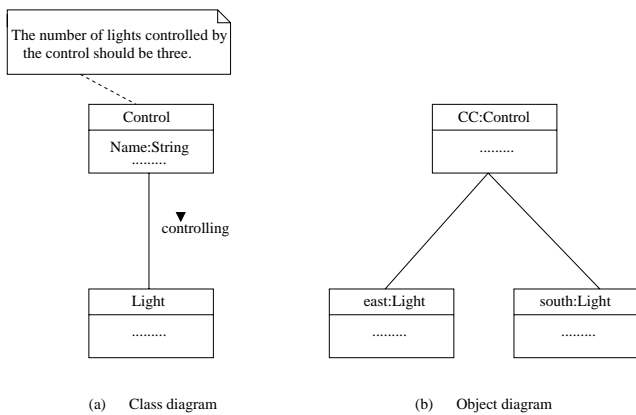 The number of lights controlled by
the control should be three.
Control
Name:String
.........
controlling
Light
.........
(a) Class diagram
CC:Control
.........
east:Light
.........
south:Light
.........
(b) Object diagram